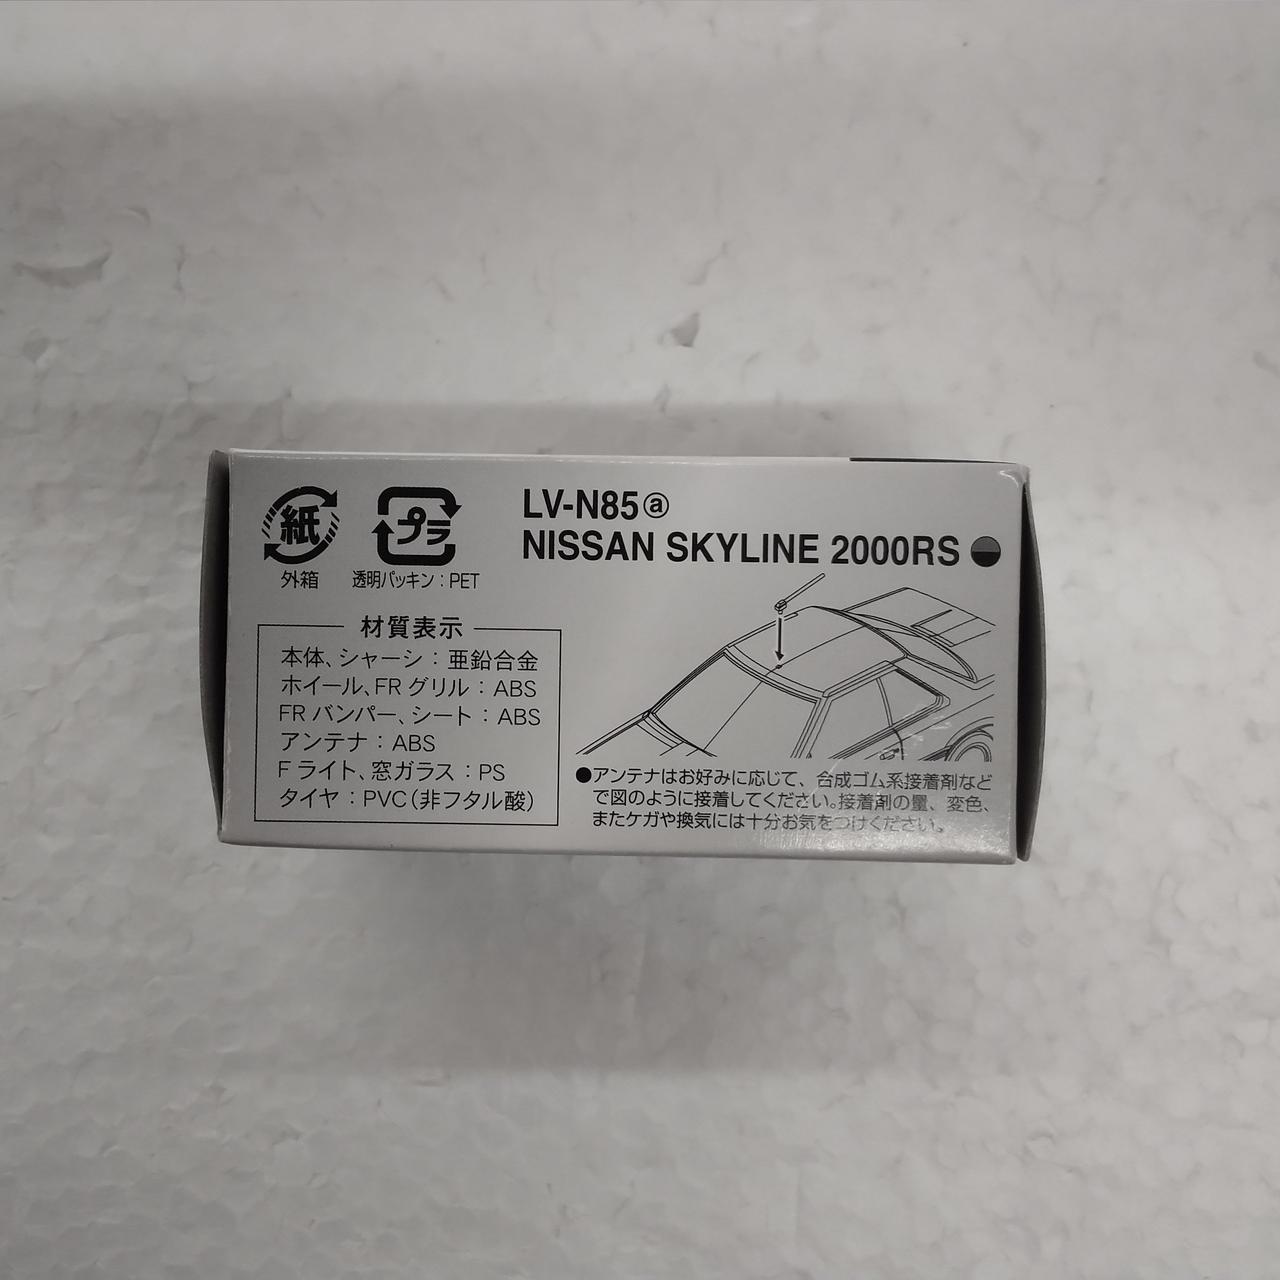 紙
外箱
プラ
透明パッキン：PET
LV-N85ⓐ
NISSAN SKYLINE 2000RS
材質表示
本体、シャーシ：亜鉛合金
ホイール、FRグリル：ABS
FRバンパー、シート：ABS
アンテナ：ABS
Fライト、窓ガラス：PS
タイヤ：PVC（非フタル酸）
●アンテナはお好みに応じて、合成ゴム系接着剤など
で図のように接着してください。接着剤の量、変色、
またケガや換気には十分お気をつけください。